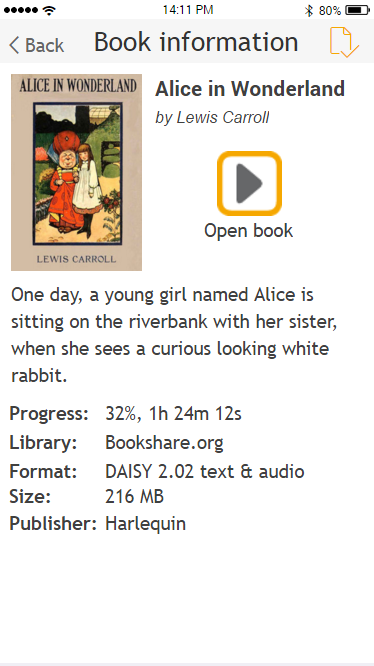 14:11 PM
80%
Back
Book information
ALICE IN WONDERLAND
LEWIS CARROLL
Alice in Wonderland
by Lewis Carroll
Open book
One day, a young girl named Alice is
sitting on the riverbank with her sister,
when she sees a curious looking white
rabbit.
Progress: 32%, 1h 24m 12s
Library: Bookshare.org
Format: DAISY 2.02 text & audio
Size: 216 MB
Publisher: Harlequin